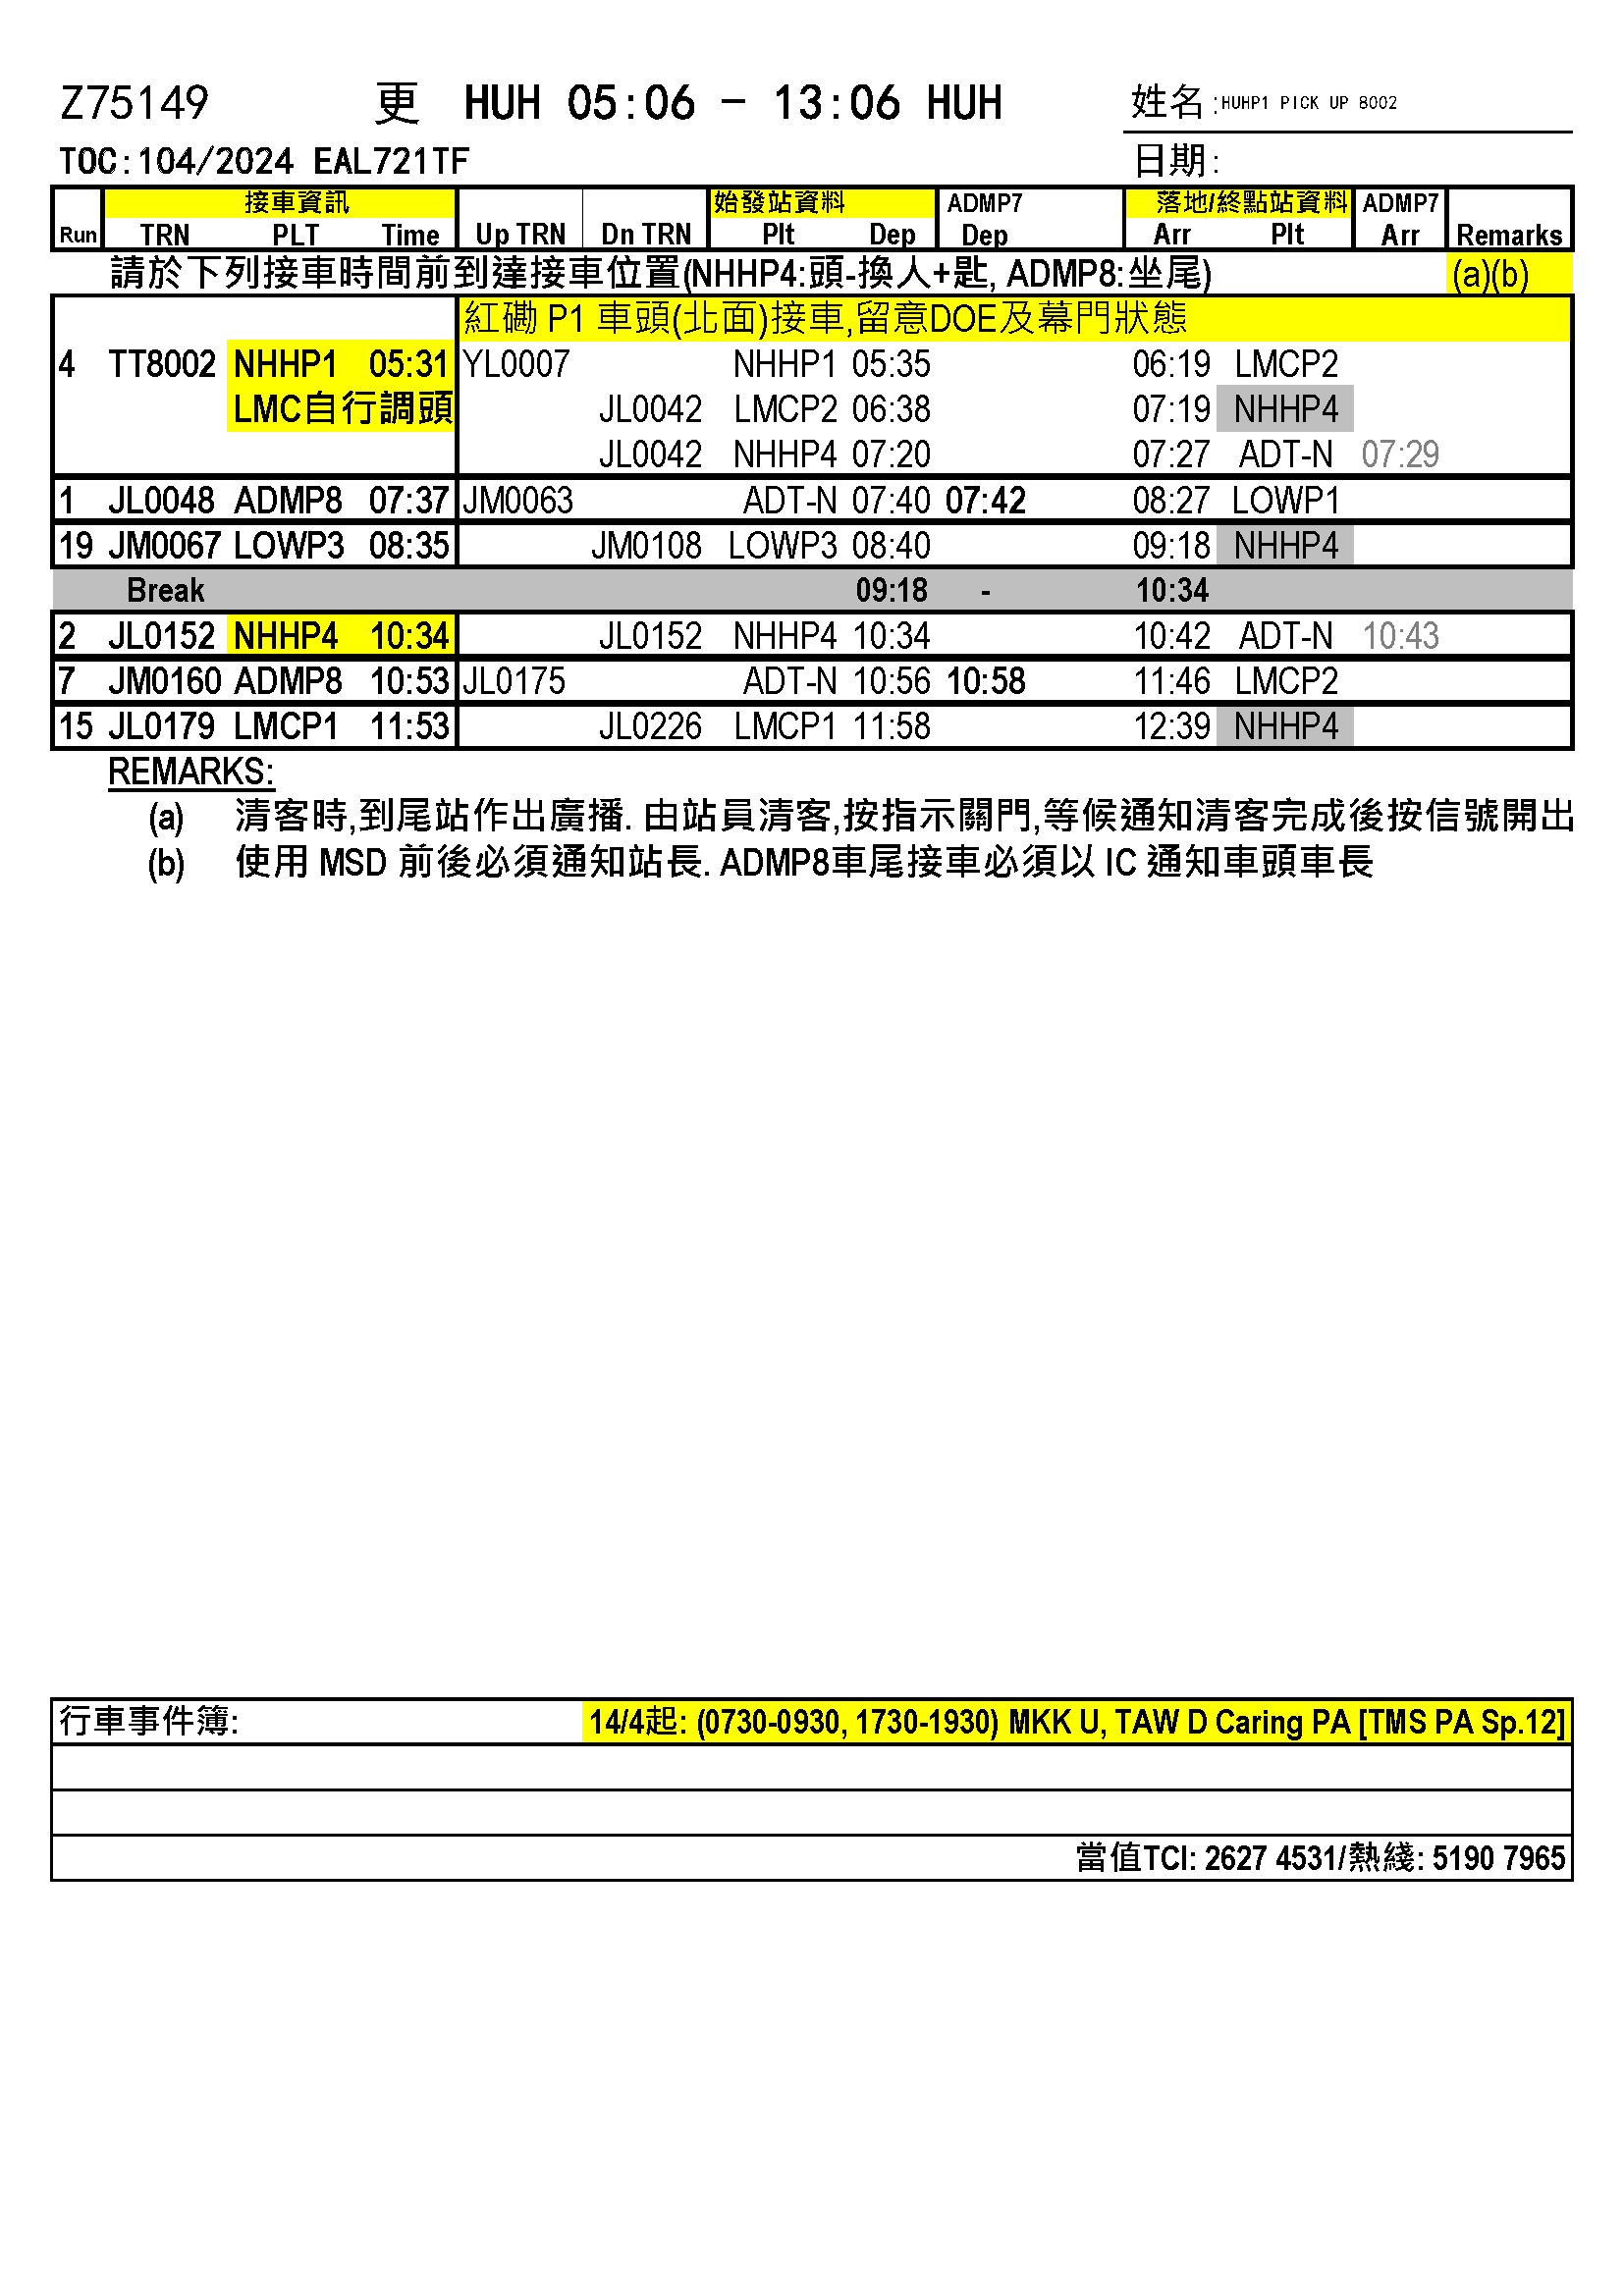 Z75149 更 HUH 05:06 - 13:06 HUH 姓名:HUHP1 PICK UP 8002
TOC:104/2024 EAL721TF 日期:
接車資訊 始發站資料 ADMP7 落地/終點站資料 ADMP7
Run TRN PLT Time Up TRN Dn TRN Plt Dep Dep Arr Plt Arr Remarks
請於下列接車時間前到達接車位置(NHHP4:頭-換人+匙, ADMP8:坐尾) (a)(b)
紅磡 P1 車頭(北面)接車,留意DOE及幕門狀態
4 TT8002 NHHP1 05:31 YL0007 NHHP1 05:35 06:19 LMCP2
LMC自行調頭 JL0042 LMCP2 06:38 07:19 NHHP4
JL0042 NHHP4 07:20 07:27 ADT-N 07:29
1 JL0048 ADMP8 07:37 JM0063 ADT-N 07:40 07:42 08:27 LOWP1
19 JM0067 LOWP3 08:35 JM0108 LOWP3 08:40 09:18 NHHP4
Break 09:18 - 10:34
2 JL0152 NHHP4 10:34 JL0152 NHHP4 10:34 10:42 ADT-N 10:43
7 JM0160 ADMP8 10:53 JL0175 ADT-N 10:56 10:58 11:46 LMCP2
15 JL0179 LMCP1 11:53 JL0226 LMCP1 11:58 12:39 NHHP4
REMARKS:
(a) 清客時,到尾站作出廣播. 由站員清客,按指示關門,等候通知清客完成後按信號開出
(b) 使用 MSD 前後必須通知站長. ADMP8車尾接車必須以 IC 通知車頭車長
行車事件簿: 14/4起: (0730-0930, 1730-1930) MKK U, TAW D Caring PA [TMS PA Sp.12]
當值TCI: 2627 4531/熱綫: 5190 7965